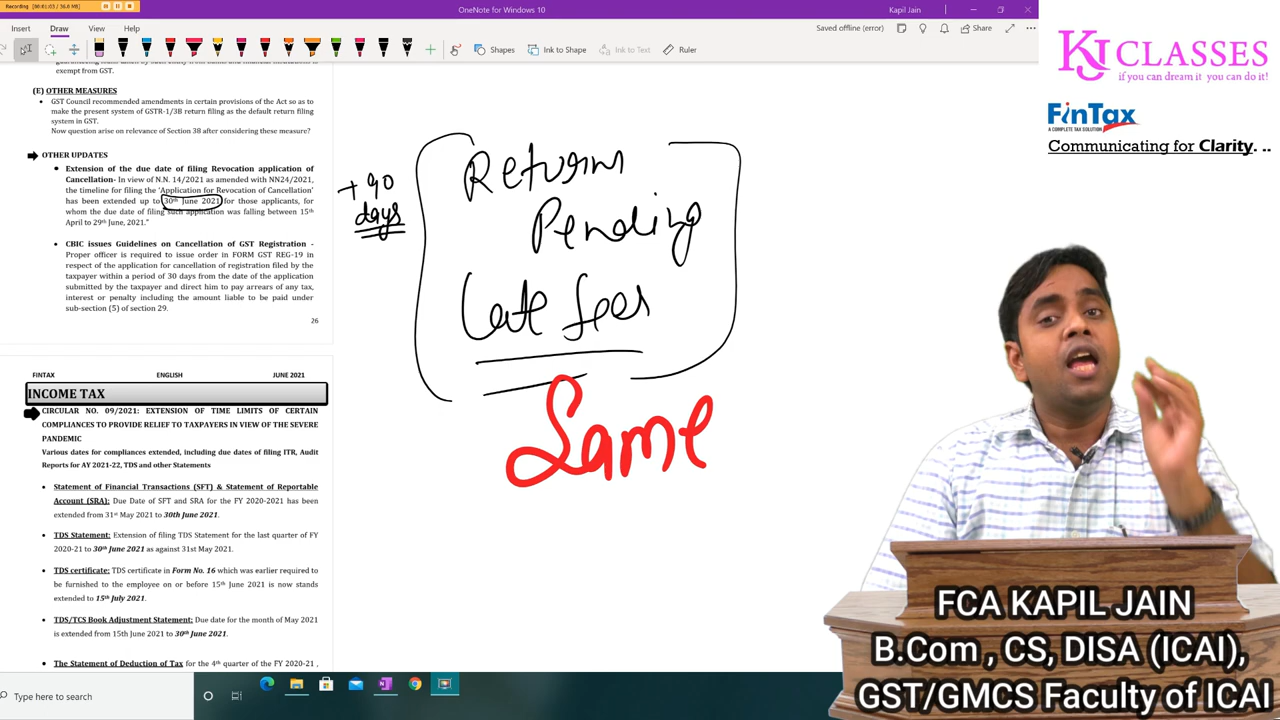 Recording [00:01:03 / 36.6 MB]
OneNote for Windows 10
Kapil Jain
Insert
Draw
View
Help
Saved offline (error)
Share
Shapes
Ink to Shape
Ink to Text
Math
Ruler
exempt from GST.
(E) OTHER MEASURES
• GST Council recommended amendments in certain provisions of the Act so as to
make the present system of GSTR-1/3B return filing as the default return filing
system in GST.
Now question arise on relevance of Section 38 after considering these measure?
OTHER UPDATES
• Extension of the due date of filing Revocation application of
Cancellation- In view of N.N. 14/2021 as amended with NN24/2021,
the timeline for filing the 'Application for Revocation of Cancellation'
has been extended up to 30th June 2021 for those applicants, for
whom the due date of filing such application was falling between 15th
April to 29th June, 2021."
• CBIC issues Guidelines on Cancellation of GST Registration -
Proper officer is required to issue order in FORM GST REG-19 in
respect of the application for cancellation of registration filed by the
taxpayer within a period of 30 days from the date of the application
submitted by the taxpayer and direct him to pay arrears of any tax,
interest or penalty including the amount liable to be paid under
sub-section (5) of section 29.
26
FINTAX ENGLISH JUNE 2021
INCOME TAX
CIRCULAR NO. 09/2021: EXTENSION OF TIME LIMITS OF CERTAIN
COMPLIANCES TO PROVIDE RELIEF TO TAXPAYERS IN VIEW OF THE SEVERE
PANDEMIC
Various dates for compliances extended, including due dates of filing ITR, Audit
Reports for AY 2021-22, TDS and other Statements
• Statement of Financial Transactions (SFT) & Statement of Reportable
Account (SRA): Due Date of SFT and SRA for the FY 2020-2021 has been
extended from 31st May 2021 to 30th June 2021.
• TDS Statement: Extension of filing TDS Statement for the last quarter of FY
2020-21 to 30th June 2021 as against 31st May 2021.
• TDS certificate: TDS certificate in Form No. 16 which was earlier required to
be furnished to the employee on or before 15th June 2021 is now stands
extended to 15th July 2021.
• TDS/TCS Book Adjustment Statement: Due date for the month of May 2021
is extended from 15th June 2021 to 30th June 2021.
• The Statement of Deduction of Tax for the 4th quarter of the FY 2020-21 ,
+90
days
Returns
Pending
Late fees
Same
KJ CLASSES
if you can dream it you can do it!
FinTax
A COMPLETE TAX SOLUTION
Communicating for Clarity. ..
FCA KAPIL JAIN
B.Com , CS, DISA (ICAI),
GST/GMCS Faculty of ICAI
Type here to search